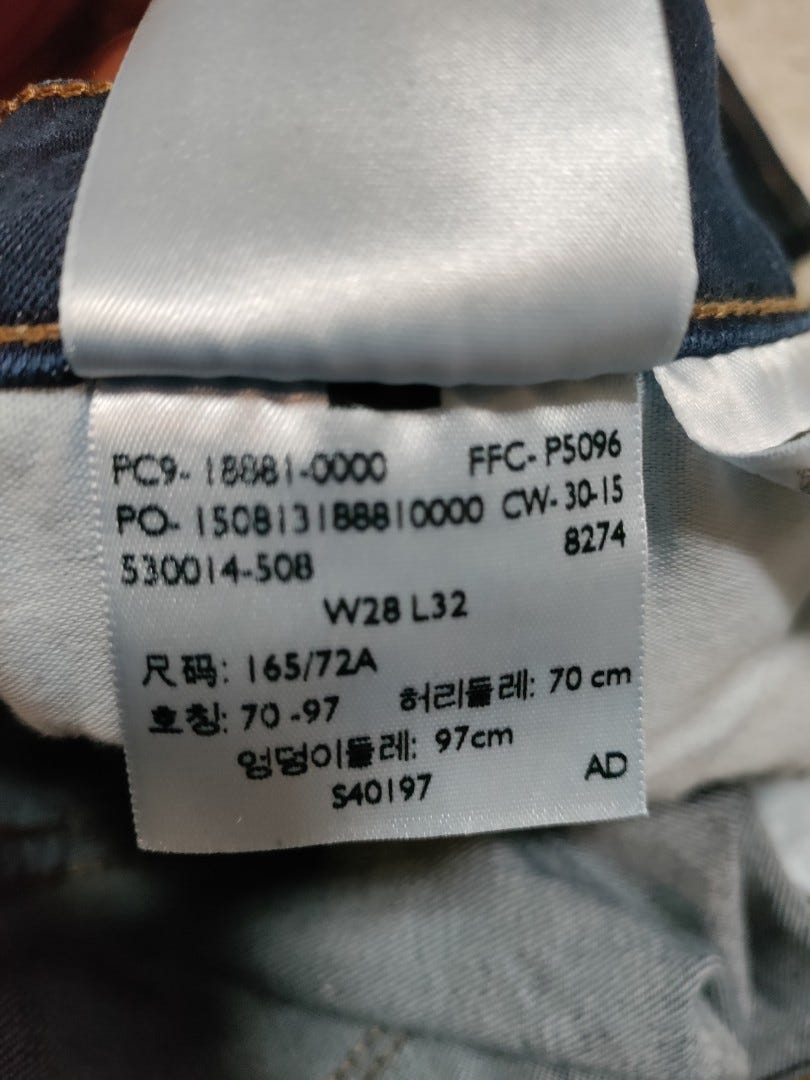 PC9- 18881-0000 FFC- P5096
PO- 150813188810000 CW- 30-15
530014-508 8274
W28 L32
尺码: 165/72A
호칭: 70 -97 허리둘레: 70 cm
엉덩이둘레: 97cm
S40197 AD